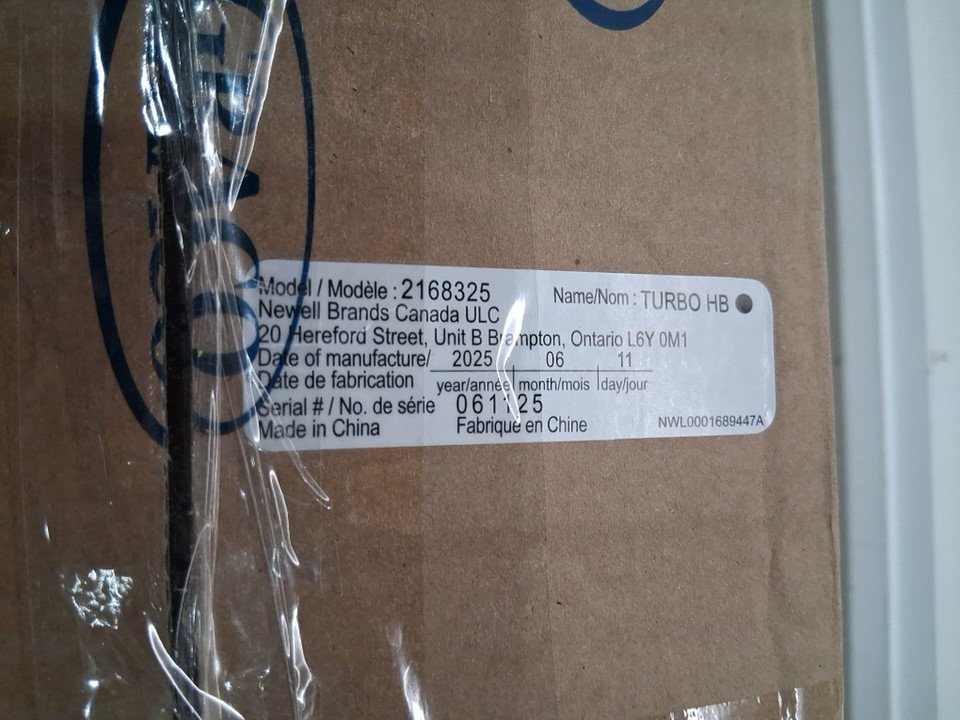 GRACO
Model / Modèle : 2168325 Name/Nom : TURBO HB
Newell Brands Canada ULC
20 Hereford Street, Unit B Brampton, Ontario L6Y 0M1
Date of manufacture/ 2025 06 11
Date de fabrication year/année month/mois day/jour
Serial # / No. de série 061125
Made in China Fabriqué en Chine NWL0001689447A